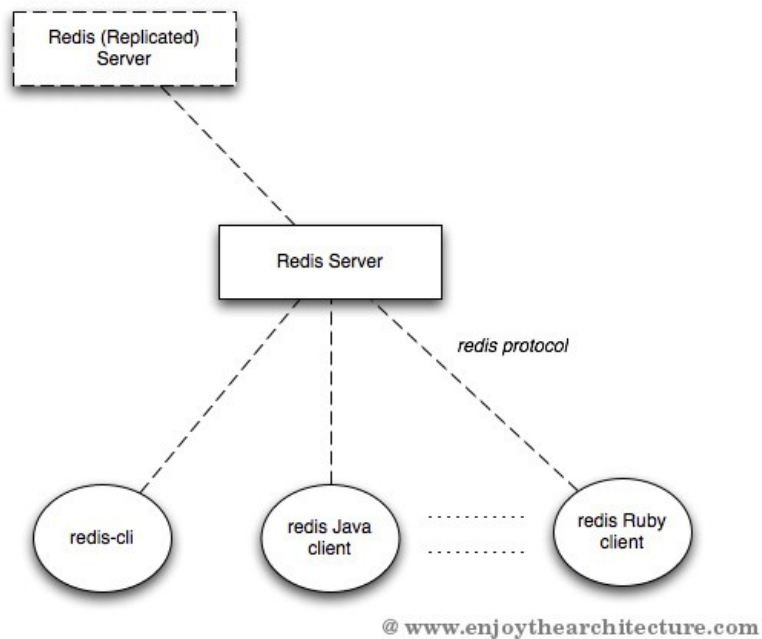 Redis (Replicated)
Server
Redis Server
redis protocol
redis-cli
redis Java
client
redis Ruby
client
@ www.enjoythearchitecture.com